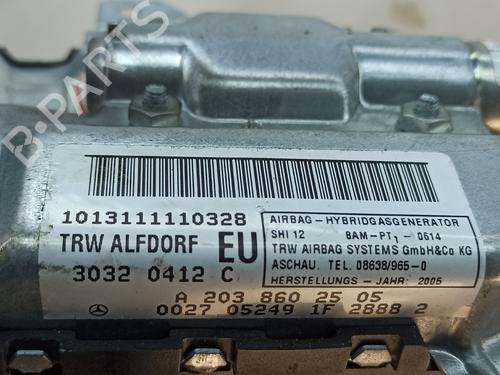 B-PARTS
1013111110328
TRW ALFDORF EU
3032 0412 C
AIRBAG - HYBRIDGASGENERATOR
SHI 12 BAM-PT1 - 0614
TRW AIRBAG SYSTEMS GmbH&Co KG
ASCHAU. TEL. 08638/965-0
HERSTELLUNGS - JAHR: 2005
A 203 860 25 05
0027 05249 1F 2888 2